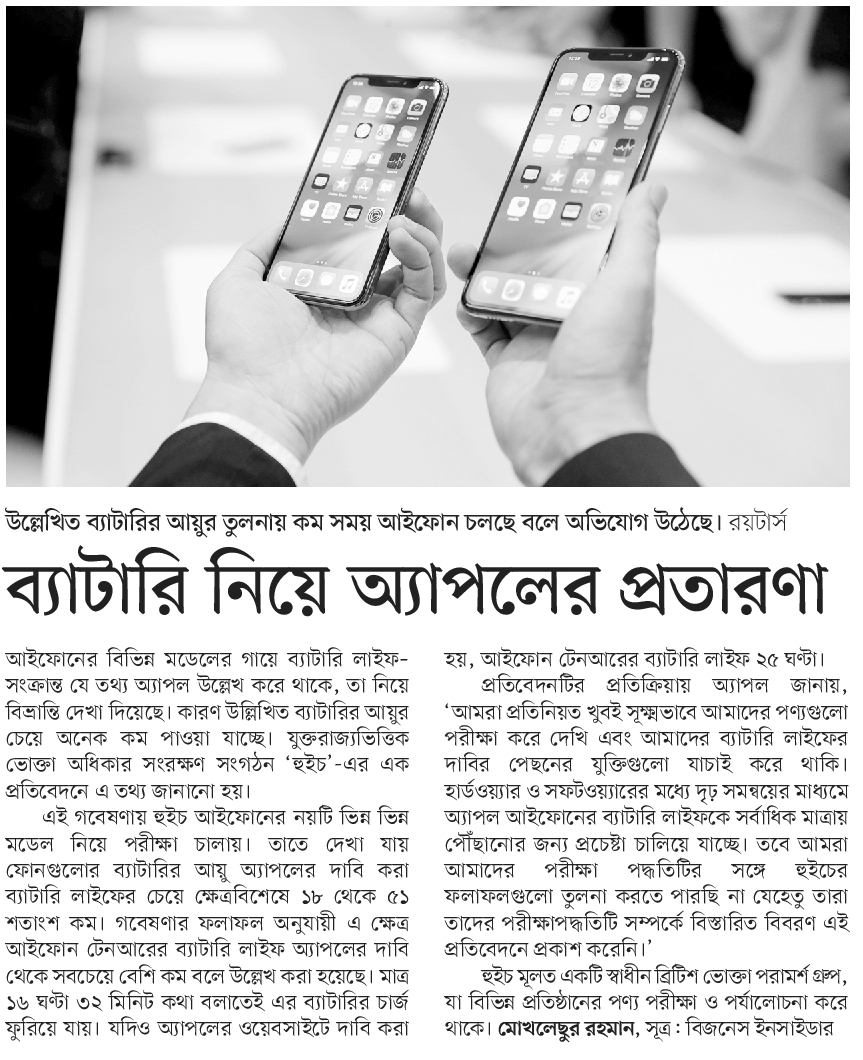 উল্লেখিত ব্যাটারির আয়ুর তুলনায় কম সময় আইফোন চলছে বলে অভিযোগ উঠেছে। রয়টার্স
ব্যাটারি নিয়ে অ্যাপলের প্রতারণা
আইফোনের বিভিন্ন মডেলের গায়ে ব্যাটারি লাইফ-
সংক্রান্ত যে তথ্য অ্যাপল উল্লেখ করে থাকে, তা নিয়ে
বিভ্রান্তি দেখা দিয়েছে। কারণ উল্লিখিত ব্যাটারির আয়ুর
চেয়ে অনেক কম পাওয়া যাচ্ছে। যুক্তরাজ্যভিত্তিক
ভোক্তা অধিকার সংরক্ষণ সংগঠন ‘হুইচ’-এর এক
প্রতিবেদনে এ তথ্য জানানো হয়।
এই গবেষণায় হুইচ আইফোনের নয়টি ভিন্ন ভিন্ন
মডেল নিয়ে পরীক্ষা চালায়। তাতে দেখা যায়
ফোনগুলোর ব্যাটারির আয়ু অ্যাপলের দাবি করা
ব্যাটারি লাইফের চেয়ে ক্ষেত্রবিশেষে ১৮ থেকে ৫১
শতাংশ কম। গবেষণার ফলাফল অনুযায়ী এ ক্ষেত্র
আইফোন টেনআরের ব্যাটারি লাইফ অ্যাপলের দাবি
থেকে সবচেয়ে বেশি কম বলে উল্লেখ করা হয়েছে। মাত্র
১৬ ঘণ্টা ৩২ মিনিট কথা বলাতেই এর ব্যাটারির চার্জ
ফুরিয়ে যায়। যদিও অ্যাপলের ওয়েবসাইটে দাবি করা
হয়, আইফোন টেনআরের ব্যাটারি লাইফ ২৫ ঘণ্টা।
প্রতিবেদনটির প্রতিক্রিয়ায় অ্যাপল জানায়,
‘আমরা প্রতিনিয়ত খুবই সূক্ষ্মভাবে আমাদের পণ্যগুলো
পরীক্ষা করে দেখি এবং আমাদের ব্যাটারি লাইফের
দাবির পেছনের যুক্তিগুলো যাচাই করে থাকি।
হার্ডওয়্যার ও সফটওয়্যারের মধ্যে দৃঢ় সমন্বয়ের মাধ্যমে
অ্যাপল আইফোনের ব্যাটারি লাইফকে সর্বাধিক মাত্রায়
পৌঁছানোর জন্য প্রচেষ্টা চালিয়ে যাচ্ছে। তবে আমরা
আমাদের পরীক্ষা পদ্ধতিটির সঙ্গে হুইচের
ফলাফলগুলো তুলনা করতে পারছি না যেহেতু তারা
তাদের পরীক্ষাপদ্ধতিটি সম্পর্কে বিস্তারিত বিবরণ এই
প্রতিবেদনে প্রকাশ করেনি।’
হুইচ মূলত একটি স্বাধীন ব্রিটিশ ভোক্তা পরামর্শ গ্রুপ,
যা বিভিন্ন প্রতিষ্ঠানের পণ্য পরীক্ষা ও পর্যালোচনা করে
থাকে। মোখলেছুর রহমান, সূত্র : বিজনেস ইনসাইডার